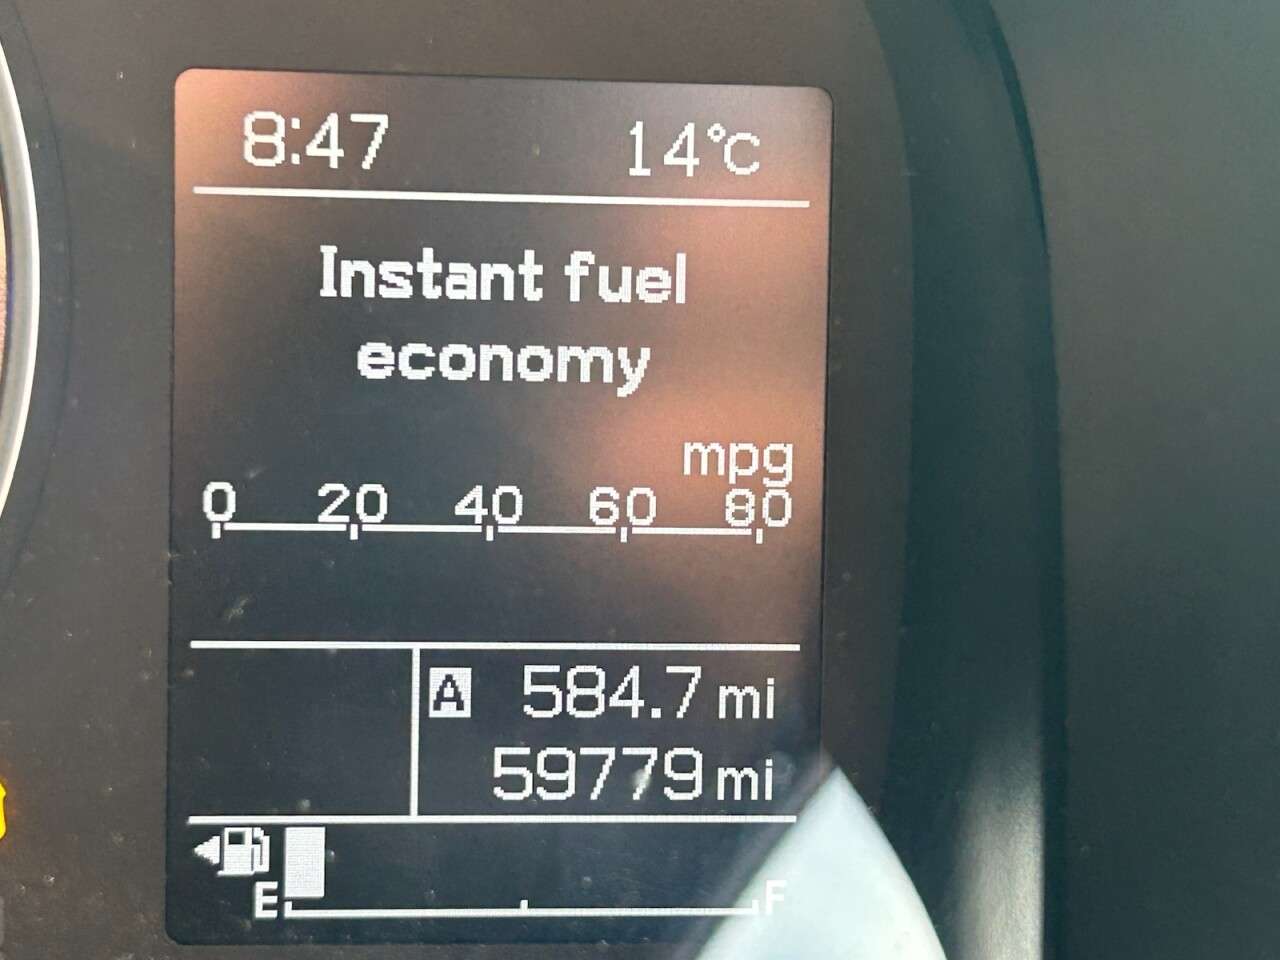 8:47 14°C
Instant fuel
economy
mpg
0 20 40 60 80
A 584.7 mi
59779 mi
E F